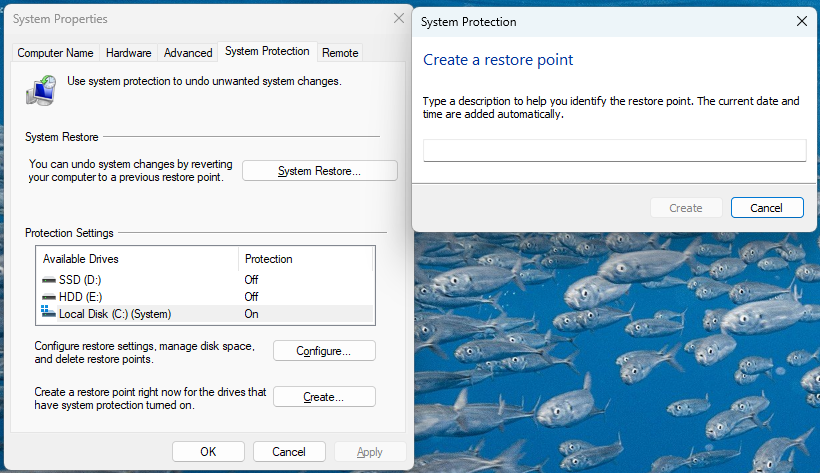 System Properties
Computer Name
Hardware
Advanced
System Protection
Remote
Use system protection to undo unwanted system changes.
System Restore
You can undo system changes by reverting
your computer to a previous restore point.
System Restore...
Protection Settings
Available Drives
Protection
SSD (D:)
Off
HDD (E:)
Off
Local Disk (C:) (System)
On
Configure restore settings, manage disk space,
and delete restore points.
Configure...
Create a restore point right now for the drives that
have system protection turned on.
Create...
OK
Cancel
Apply
System Protection
Create a restore point
Type a description to help you identify the restore point. The current date and
time are added automatically.
Create
Cancel